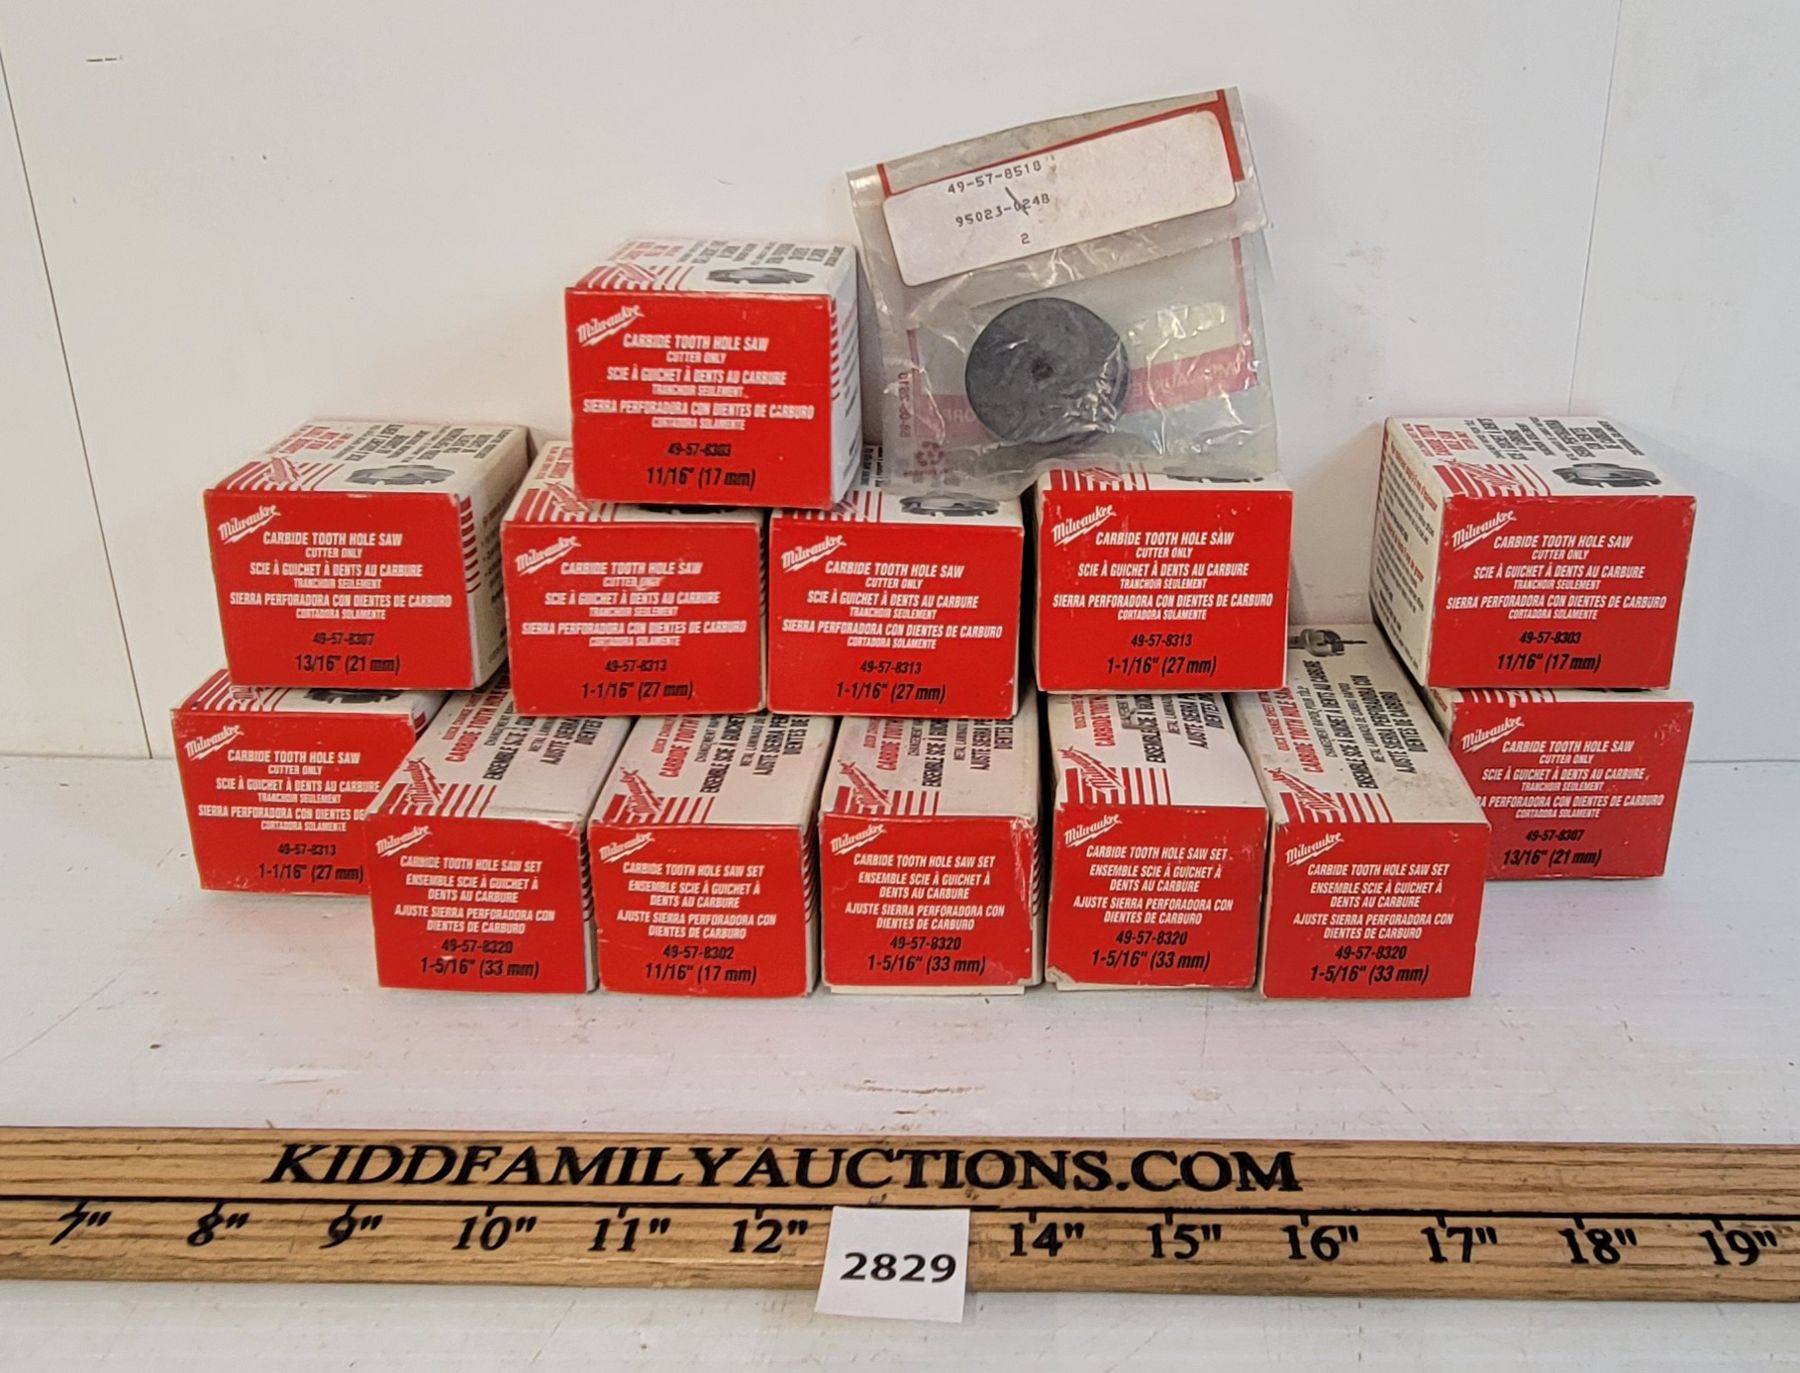 49-57-8518
95023-0248
2
Milwaukee
CARBIDE TOOTH HOLE SAW
CUTTER ONLY
SCIE À GUICHET À DENTS AU CARBURE
TRANCHOIR SEULEMENT
SIERRA PERFORADORA CON DIENTES DE CARBURO
CORTADORA SOLAMENTE
49-57-8303
11/16" (17 mm)
Milwaukee
CARBIDE TOOTH HOLE SAW
CUTTER ONLY
SCIE À GUICHET À DENTS AU CARBURE
TRANCHOIR SEULEMENT
SIERRA PERFORADORA CON DIENTES DE CARBURO
CORTADORA SOLAMENTE
49-57-8307
13/16" (21 mm)
Milwaukee
CARBIDE TOOTH HOLE SAW
CUTTER ONLY
SCIE À GUICHET À DENTS AU CARBURE
TRANCHOIR SEULEMENT
SIERRA PERFORADORA CON DIENTES DE CARBURO
CORTADORA SOLAMENTE
49-57-8313
1-1/16" (27 mm)
Milwaukee
CARBIDE TOOTH HOLE SAW
CUTTER ONLY
SCIE À GUICHET À DENTS AU CARBURE
TRANCHOIR SEULEMENT
SIERRA PERFORADORA CON DIENTES DE CARBURO
CORTADORA SOLAMENTE
49-57-8313
1-1/16" (27 mm)
Milwaukee
CARBIDE TOOTH HOLE SAW
CUTTER ONLY
SCIE À GUICHET À DENTS AU CARBURE
TRANCHOIR SEULEMENT
SIERRA PERFORADORA CON DIENTES DE CARBURO
CORTADORA SOLAMENTE
49-57-8313
1-1/16" (27 mm)
Milwaukee
CARBIDE TOOTH HOLE SAW
CUTTER ONLY
SCIE À GUICHET À DENTS AU CARBURE
TRANCHOIR SEULEMENT
SIERRA PERFORADORA CON DIENTES DE CARBURO
CORTADORA SOLAMENTE
49-57-8303
11/16" (17 mm)
Milwaukee
CARBIDE TOOTH HOLE SAW
CUTTER ONLY
SCIE À GUICHET À DENTS AU CARBURE
TRANCHOIR SEULEMENT
SIERRA PERFORADORA CON DIENTES DE
CORTADORA SOLAMENTE
49-57-8313
1-1/16" (27 mm)
Milwaukee
CARBIDE TOOTH HOLE SAW SET
ENSEMBLE SCIE À GUICHET À
DENTS AU CARBURE
AJUSTE SIERRA PERFORADORA CON
DIENTES DE CARBURO
49-57-8320
1-5/16" (33 mm)
Milwaukee
CARBIDE TOOTH HOLE SAW SET
ENSEMBLE SCIE À GUICHET À
DENTS AU CARBURE
AJUSTE SIERRA PERFORADORA CON
DIENTES DE CARBURO
49-57-8302
11/16" (17 mm)
Milwaukee
CARBIDE TOOTH HOLE SAW SET
ENSEMBLE SCIE À GUICHET À
DENTS AU CARBURE
AJUSTE SIERRA PERFORADORA CON
DIENTES DE CARBURO
49-57-8320
1-5/16" (33 mm)
Milwaukee
CARBIDE TOOTH HOLE SAW SET
ENSEMBLE SCIE À GUICHET À
DENTS AU CARBURE
AJUSTE SIERRA PERFORADORA CON
DIENTES DE CARBURO
49-57-8320
1-5/16" (33 mm)
Milwaukee
CARBIDE TOOTH HOLE SAW SET
ENSEMBLE SCIE À GUICHET À
DENTS AU CARBURE
AJUSTE SIERRA PERFORADORA CON
DIENTES DE CARBURO
49-57-8320
1-5/16" (33 mm)
Milwaukee
CARBIDE TOOTH HOLE SAW
CUTTER ONLY
SCIE À GUICHET À DENTS AU CARBURE
TRANCHOIR SEULEMENT
PERFORADORA CON DIENTES DE CARBURO
CORTADORA SOLAMENTE
49-57-8307
13/16" (21 mm)
KIDDFAMILYAUCTIONS.COM
7" 8" 9" 10" 11" 12" 14" 15" 16" 17" 18" 19"
2829